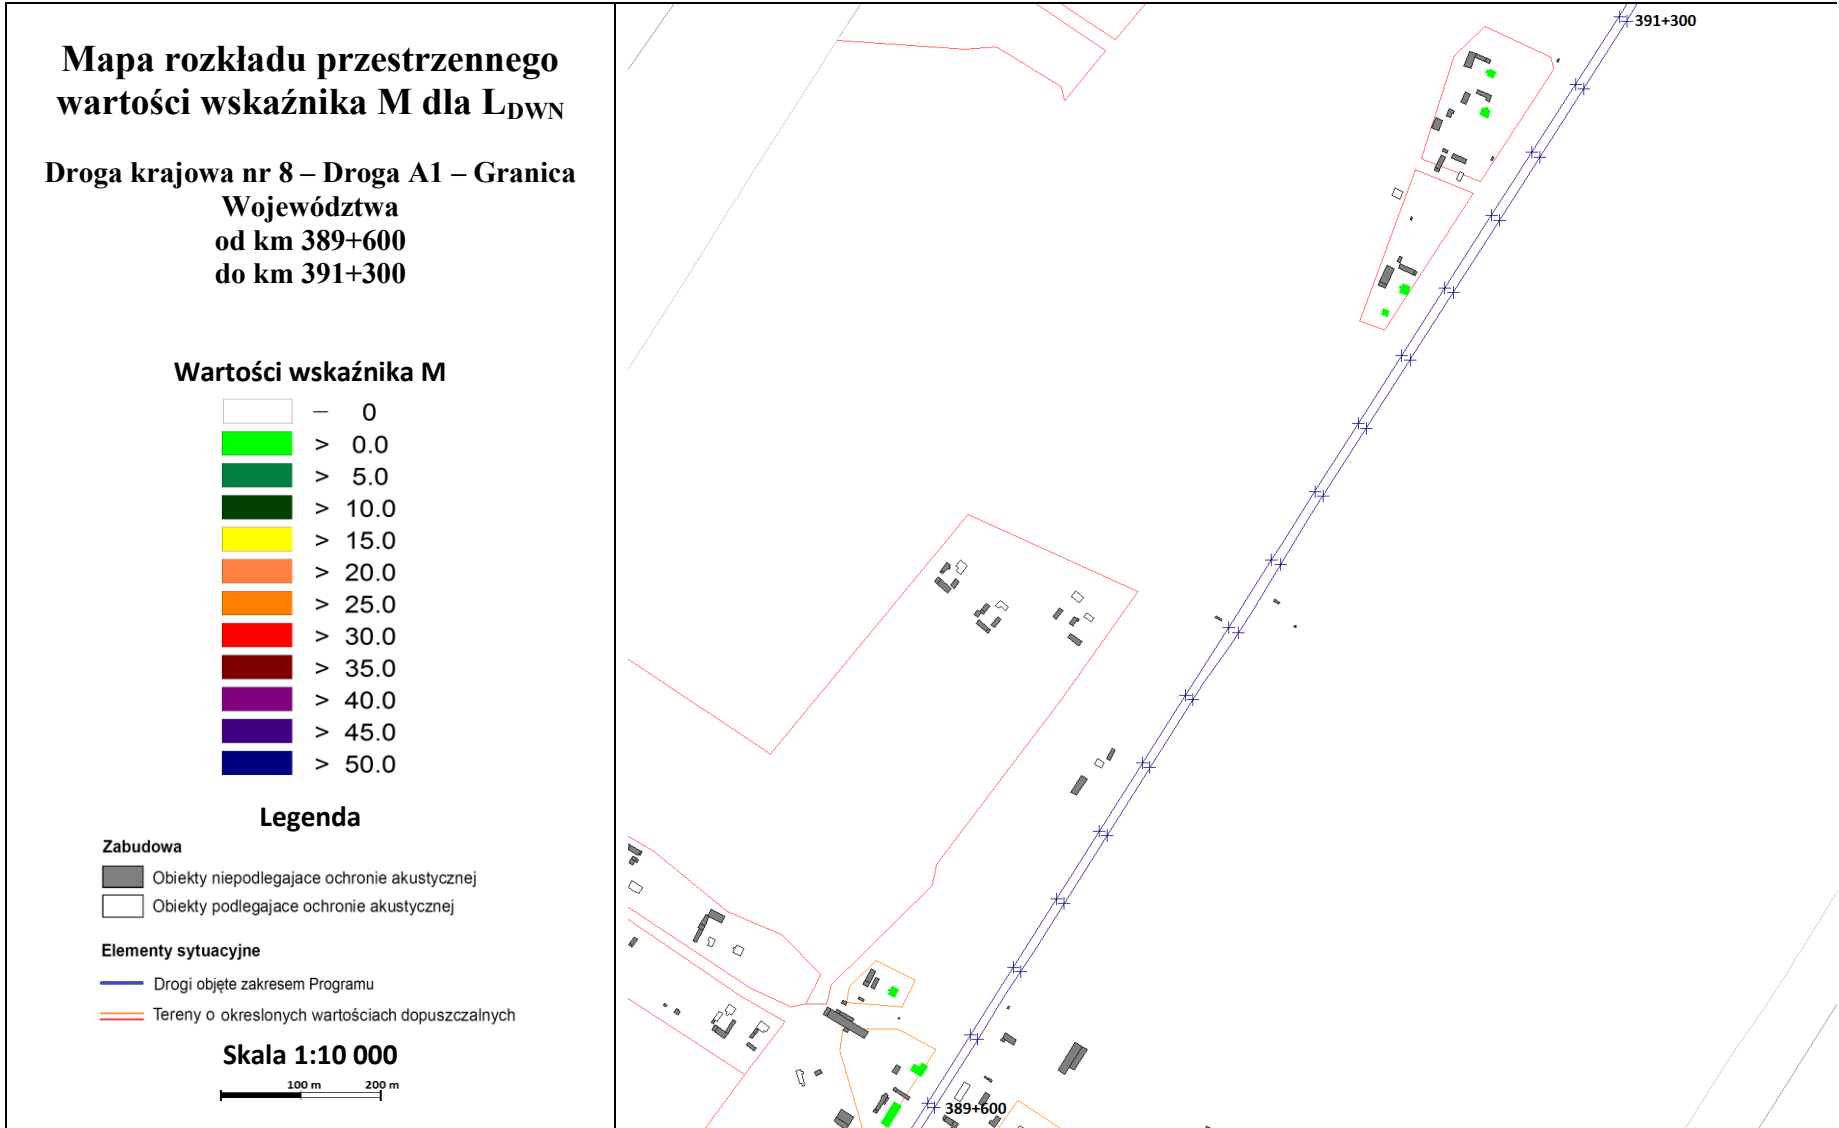 Mapa rozkładu przestrzennego
wartości wskaźnika M dla LDWN
Droga krajowa nr 8 – Droga A1 – Granica
Województwa
od km 389+600
do km 391+300
Wartości wskaźnika M
– 0
> 0.0
> 5.0
> 10.0
> 15.0
> 20.0
> 25.0
> 30.0
> 35.0
> 40.0
> 45.0
> 50.0
Legenda
Zabudowa
Obiekty niepodlegajace ochronie akustycznej
Obiekty podlegajace ochronie akustycznej
Elementy sytuacyjne
Drogi objęte zakresem Programu
Tereny o okreslonych wartościach dopuszczalnych
Skala 1:10 000
100 m 200 m
391+300
389+600